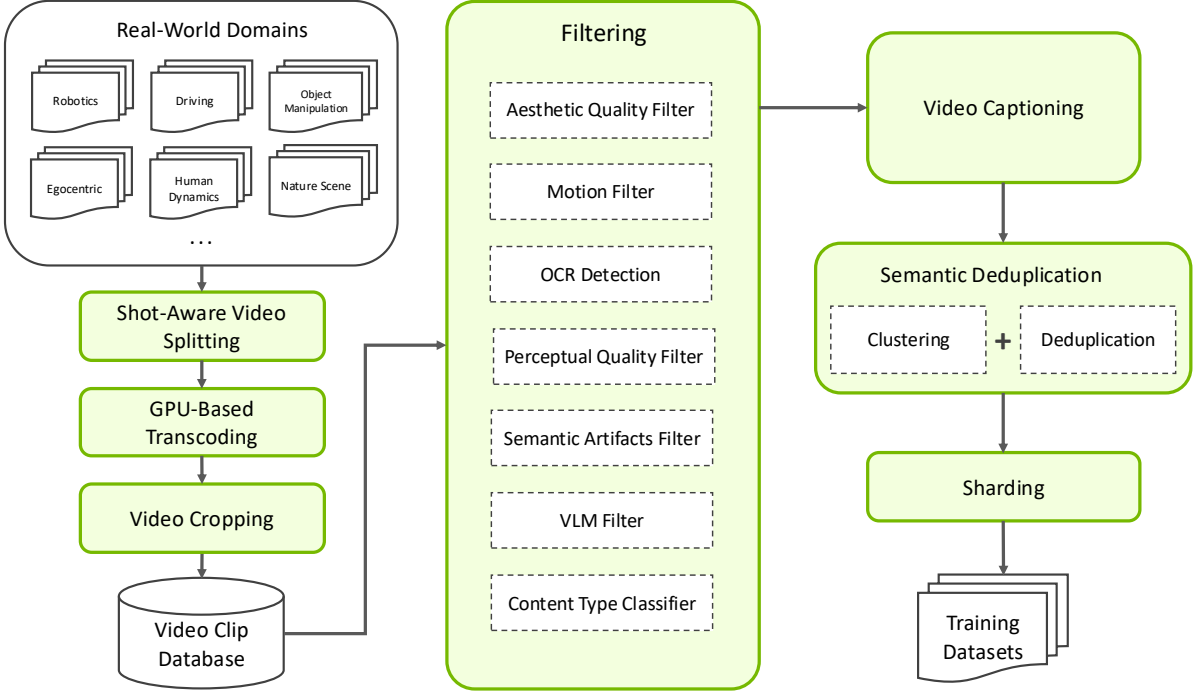 Real-World Domains
Robotics
Driving
Object
Manipulation
Egocentric
Human
Dynamics
Nature Scene
...
Shot-Aware Video
Splitting
GPU-Based
Transcoding
Video Cropping
Video Clip
Database
Filtering
Aesthetic Quality Filter
Motion Filter
OCR Detection
Perceptual Quality Filter
Semantic Artifacts Filter
VLM Filter
Content Type Classifier
Video Captioning
Semantic Deduplication
Clustering
+
Deduplication
Sharding
Training
Datasets